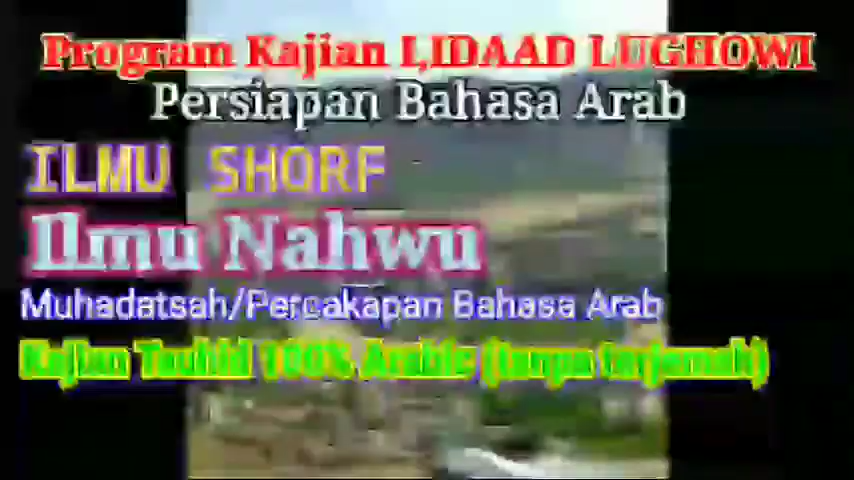 Program Kajian I,IDAAD LUGHOWI
Persiapan Bahasa Arab
ILMU SHORF
Ilmu Nahwu
Muhadatsah/Percakapan Bahasa Arab
Kajian Tauhid 100% Arabic (tanpa terjemah)